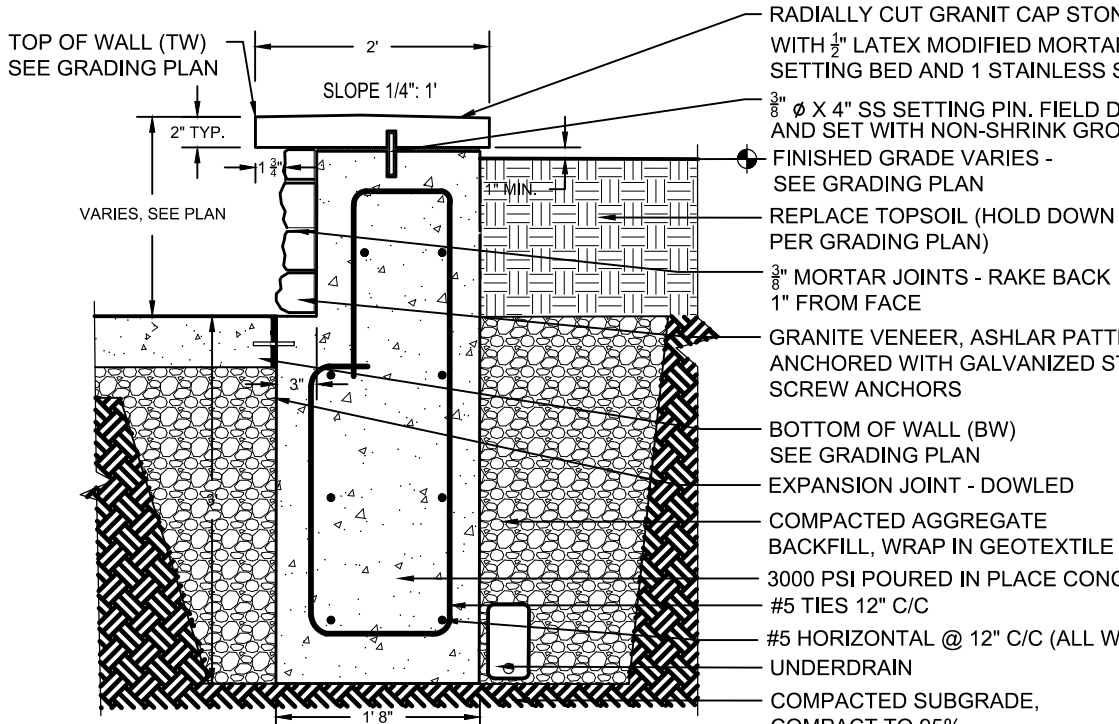 TOP OF WALL (TW)
SEE GRADING PLAN
2'
SLOPE 1/4": 1'
2" TYP.
1 3/4"
VARIES, SEE PLAN
1" MIN.
3"
3'
1' 8"
RADIALLY CUT GRANIT CAP STON
WITH 1/2" LATEX MODIFIED MORTAR
SETTING BED AND 1 STAINLESS S
3/8" Ø X 4" SS SETTING PIN. FIELD D
AND SET WITH NON-SHRINK GRO
FINISHED GRADE VARIES -
SEE GRADING PLAN
REPLACE TOPSOIL (HOLD DOWN
PER GRADING PLAN)
3/8" MORTAR JOINTS - RAKE BACK
1" FROM FACE
GRANITE VENEER, ASHLAR PATT
ANCHORED WITH GALVANIZED ST
SCREW ANCHORS
BOTTOM OF WALL (BW)
SEE GRADING PLAN
EXPANSION JOINT - DOWLED
COMPACTED AGGREGATE
BACKFILL, WRAP IN GEOTEXTILE
3000 PSI POURED IN PLACE CONC
#5 TIES 12" C/C
#5 HORIZONTAL @ 12" C/C (ALL W
UNDERDRAIN
COMPACTED SUBGRADE,
COMPACT TO 95%